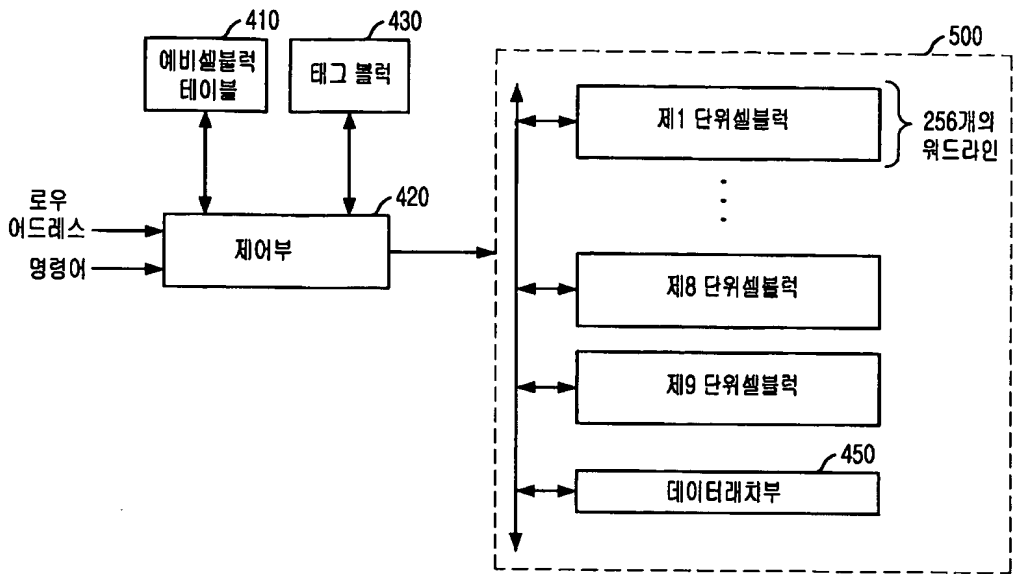 410
예비셀블럭
테이블
430
태그 블럭
500
제1 단위셀블럭
256개의
워드라인
로우
어드레스
명령어
420
제어부
제8 단위셀블럭
제9 단위셀블럭
450
데이터래치부